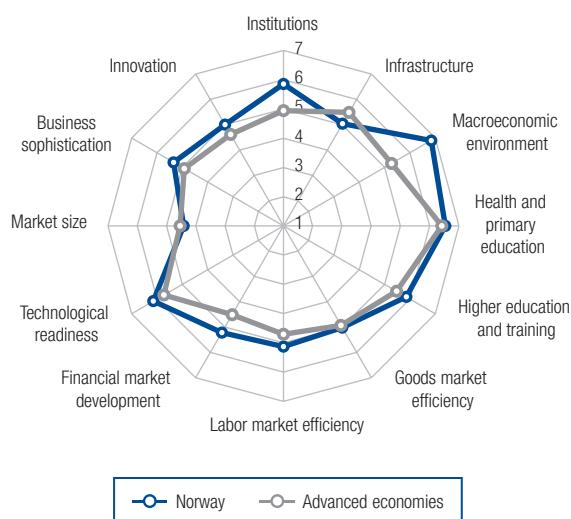 Institutions
7
6
5
4
3
2
1
Infrastructure
Macroeconomic
environment
Health and
primary
education
Higher education
and training
Goods market
efficiency
Labor market efficiency
Financial market
development
Technological
readiness
Market size
Business
sophistication
Innovation
Norway
Advanced economies